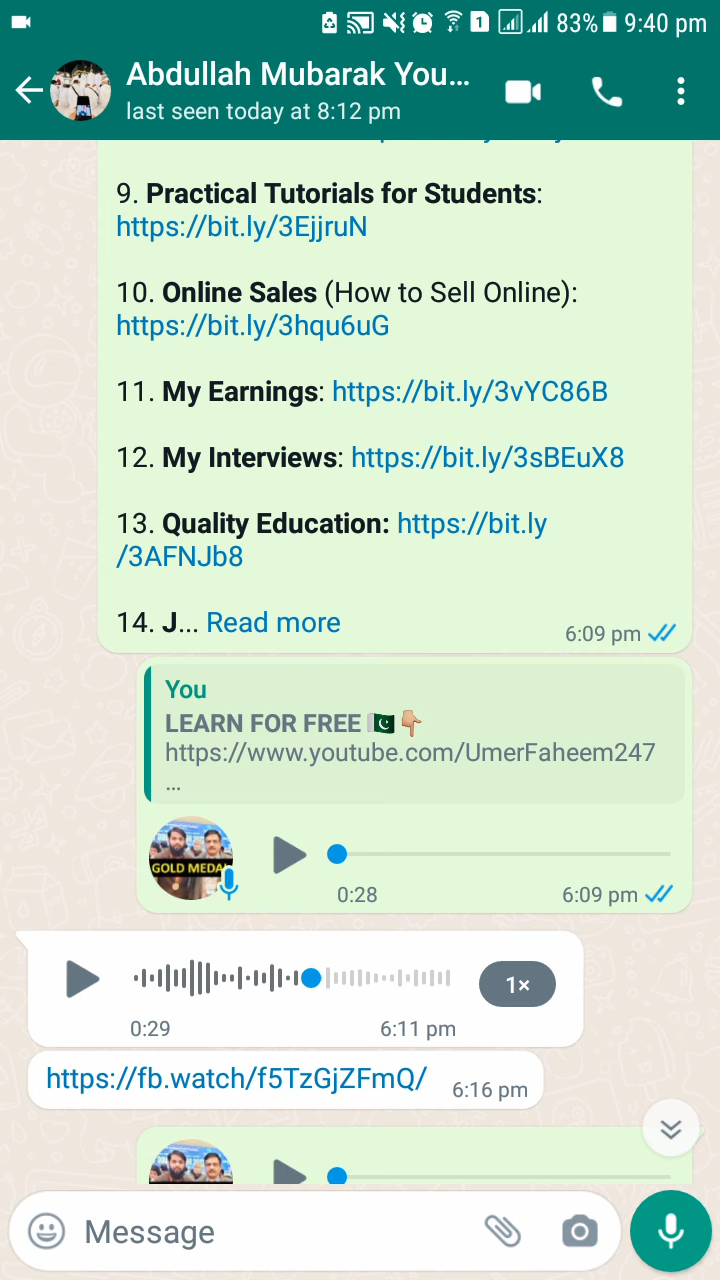 1 83% 9:40 pm
Abdullah Mubarak You...
last seen today at 8:12 pm
9. Practical Tutorials for Students:
https://bit.ly/3EjjruN
10. Online Sales (How to Sell Online):
https://bit.ly/3hqu6uG
11. My Earnings: https://bit.ly/3vYC86B
12. My Interviews: https://bit.ly/3sBEuX8
13. Quality Education: https://bit.ly
/3AFNJb8
14. J... Read more
6:09 pm
You
LEARN FOR FREE 🇵🇰👇🏼
https://www.youtube.com/UmerFaheem247
...
GOLD MEDAL
0:28 6:09 pm
1×
0:29 6:11 pm
https://fb.watch/f5TzGjZFmQ/ 6:16 pm
Message